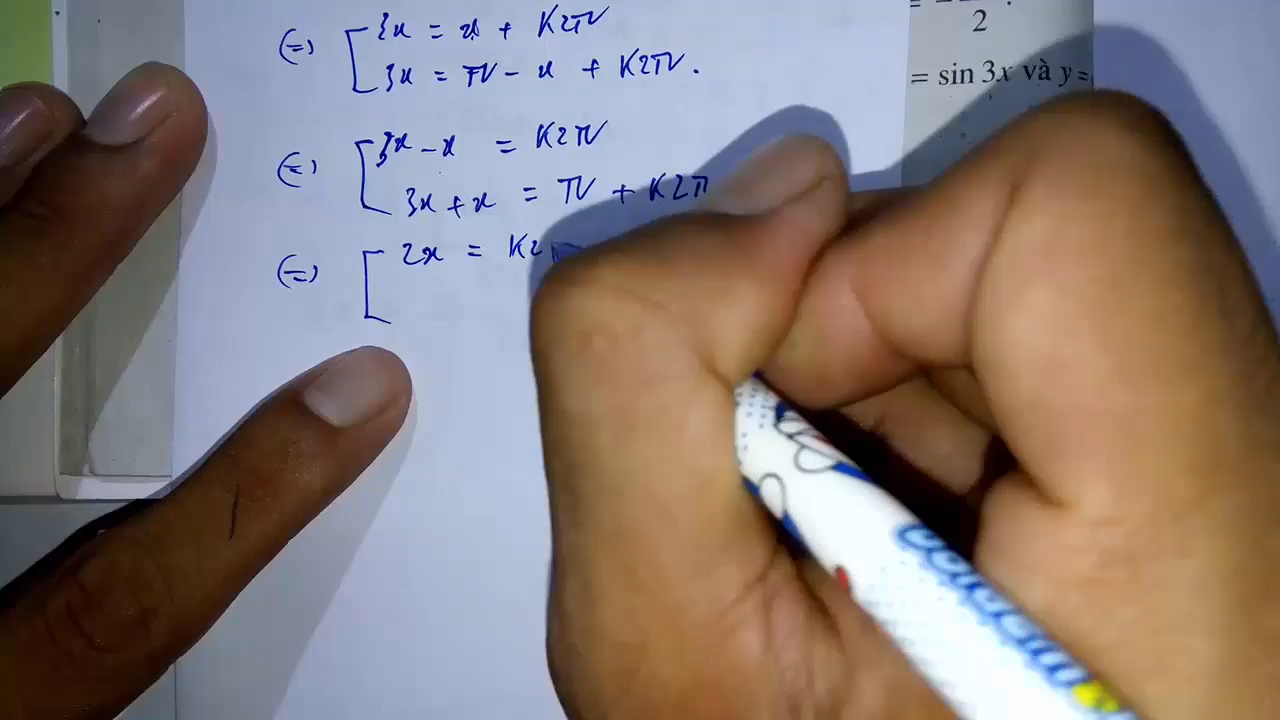 (=) [ 3x = x + K2π
3x = π - x + K2π.
(=) [ 3x - x = K2π
3x + x = π + K2π
(=) [ 2x = K2
2
= sin 3x và y =